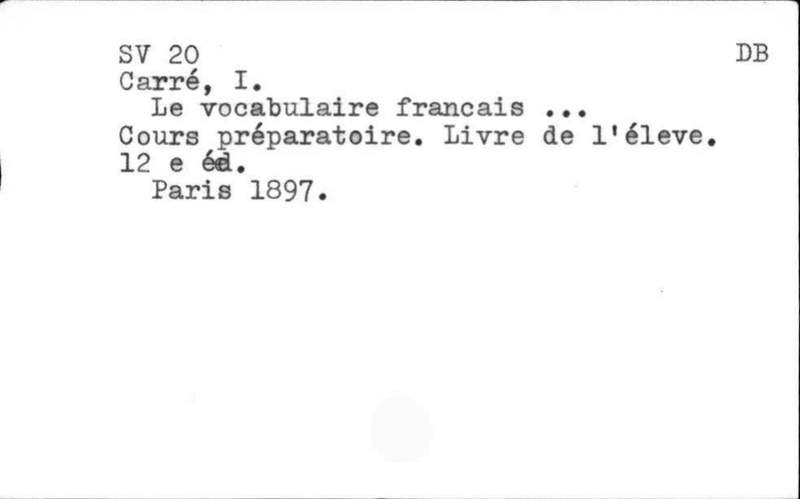 SV 20 DB
Carré, I.
Le vocabulaire francais ...
Cours préparatoire. Livre de l'éleve.
12 e éd.
Paris 1897.